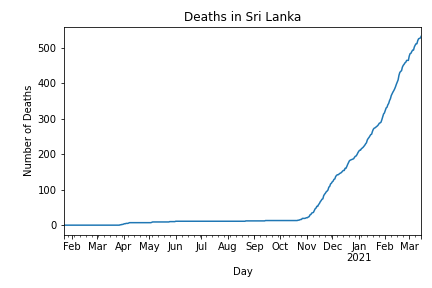 Deaths in Sri Lanka
500
400
300
200
100
0
Number of Deaths
Feb Mar Apr May Jun Jul Aug Sep Oct Nov Dec Jan Feb Mar
2021
Day